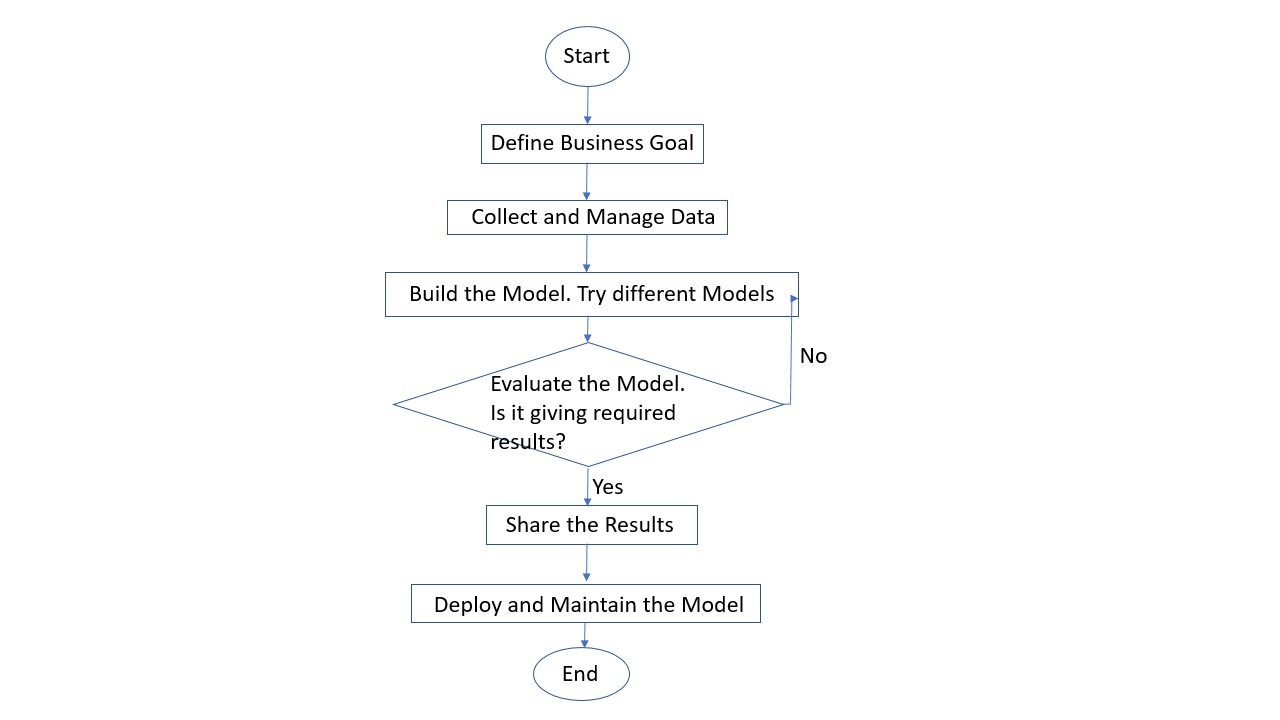 Start
Define Business Goal
Collect and Manage Data
Build the Model. Try different Models
No
Evaluate the Model.
Is it giving required
results?
Yes
Share the Results
Deploy and Maintain the Model
End